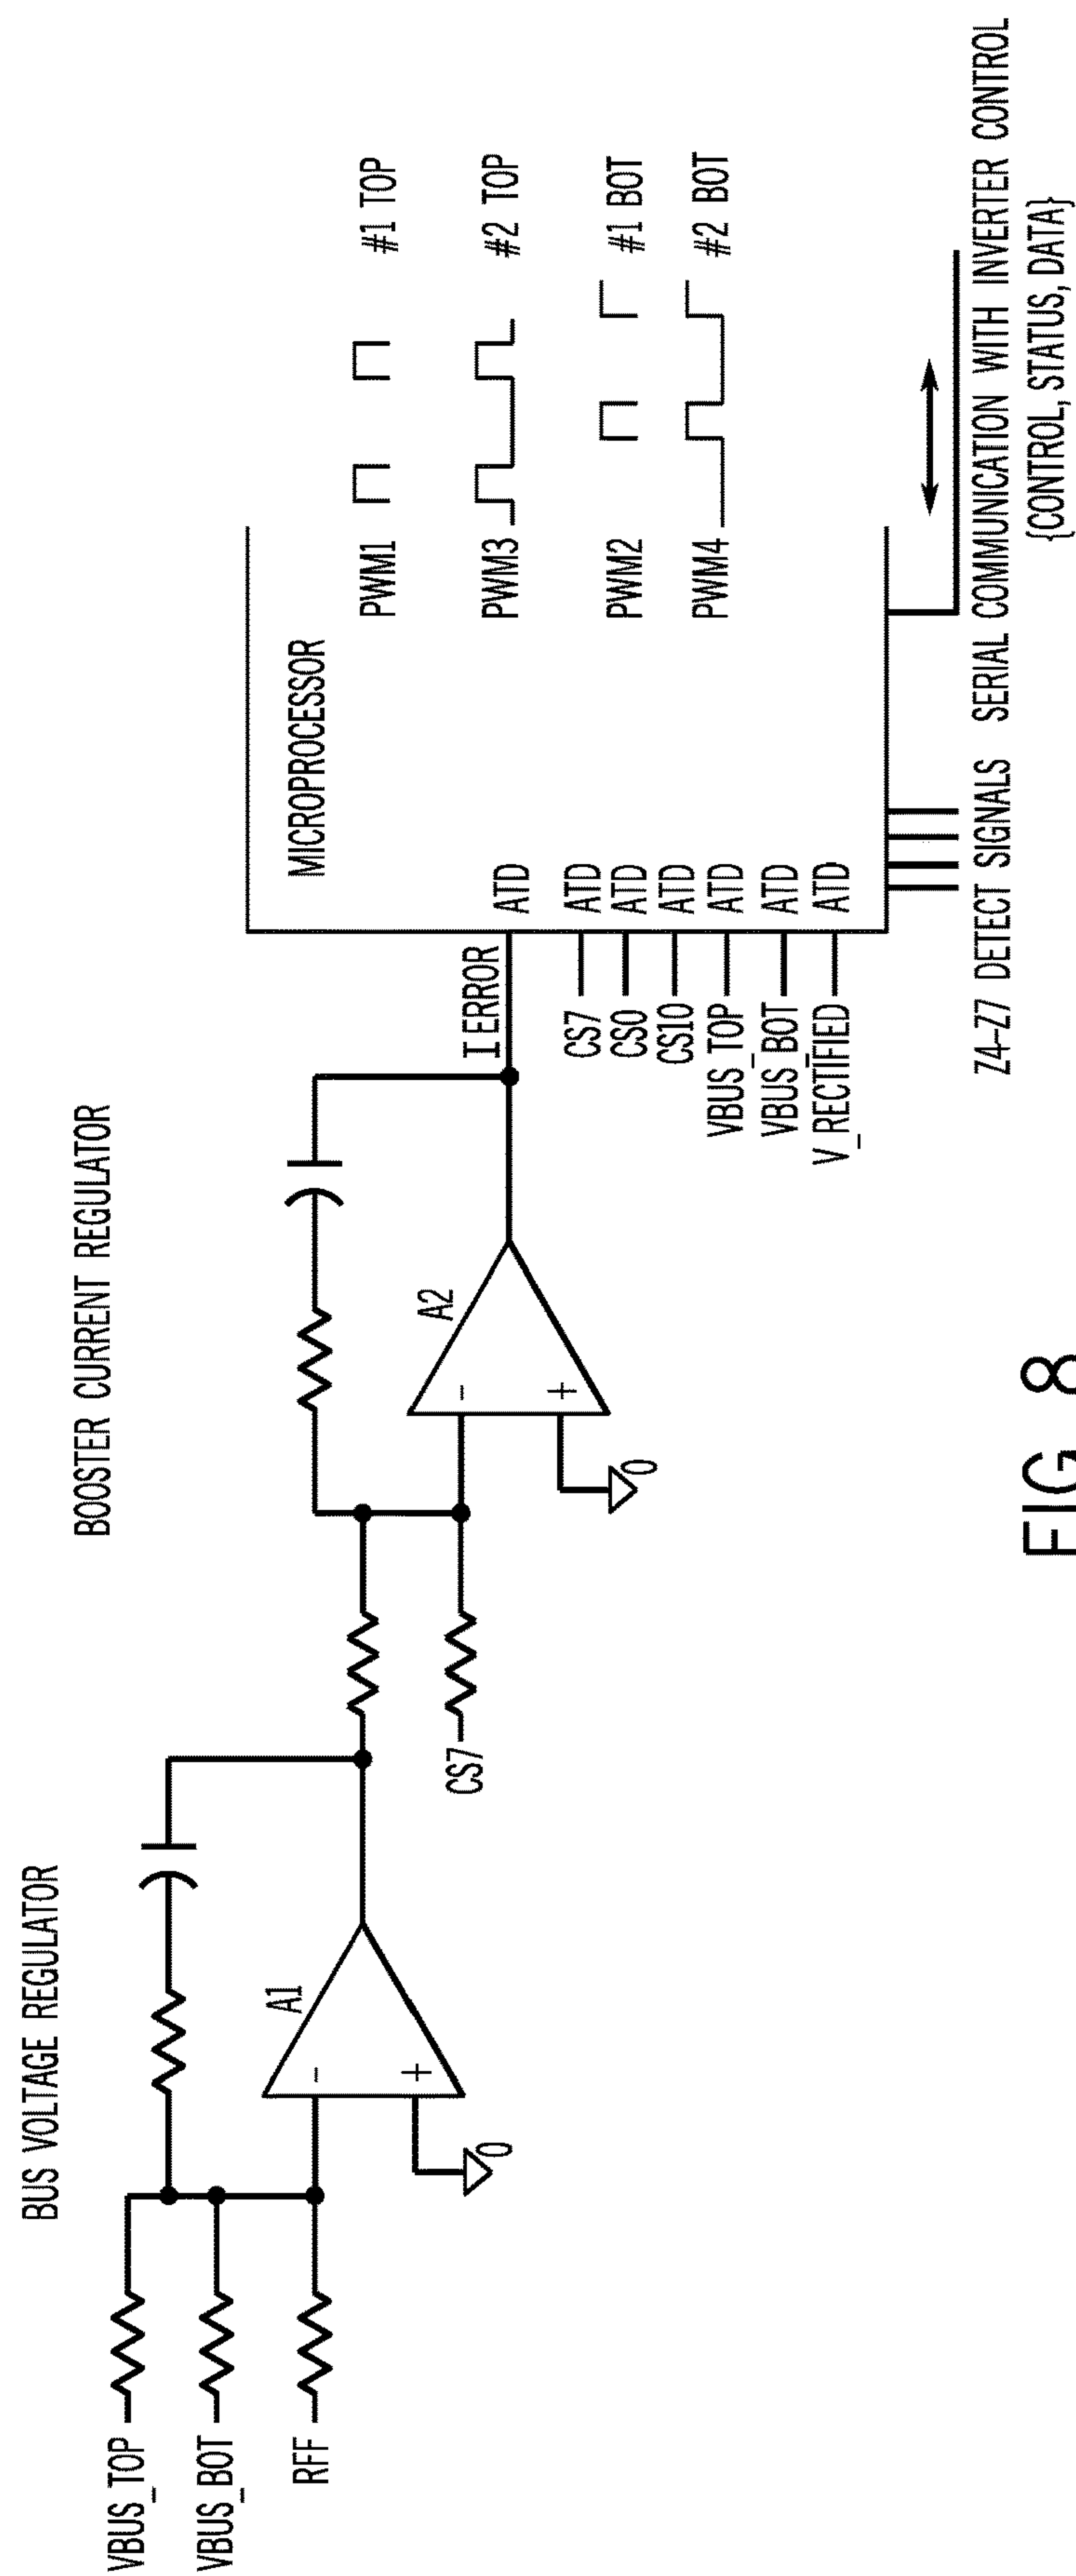 BUS VOLTAGE REGULATOR
BOOSTER CURRENT REGULATOR
VBUS_TOP
VBUS_BOT
RFF
A1
-
+
0
CS7
A2
-
+
0
I ERROR
MICROPROCESSOR
ATD
CS7 ATD
CS0 ATD
CS10 ATD
VBUS_TOP ATD
VBUS_BOT ATD
V_RECTIFIED ATD
PWM1 #1 TOP
PWM3 #2 TOP
PWM2 #1 BOT
PWM4 #2 BOT
Z4-Z7 DETECT SIGNALS
SERIAL COMMUNICATION WITH INVERTER CONTROL
{CONTROL, STATUS, DATA}
FIG 8